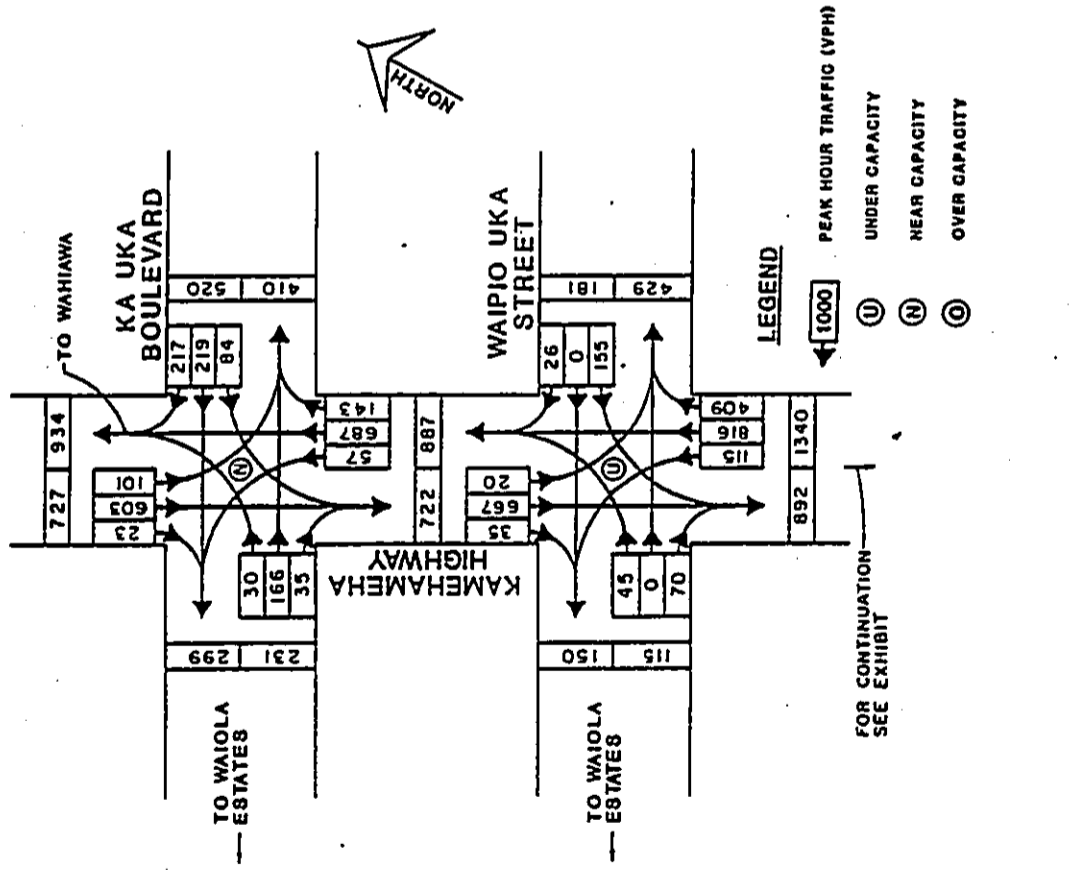 TO WAHIAWA
KA UKA
BOULEVARD
NORTH
727 934
23 603 101
217
219
84
520 410
N
30
166
35
299 231
57 687 143
TO WAIOLA
ESTATES
KAMEHAMEHA
HIGHWAY
722 887
WAIPIO UKA
STREET
35 667 20
26
0
155
181 429
U
45
0
70
150 115
115 816 409
TO WAIOLA
ESTATES
892 1340
FOR CONTINUATION
SEE EXHIBIT
LEGEND
1000 PEAK HOUR TRAFFIC (VPH)
U UNDER CAPACITY
N NEAR CAPACITY
O OVER CAPACITY